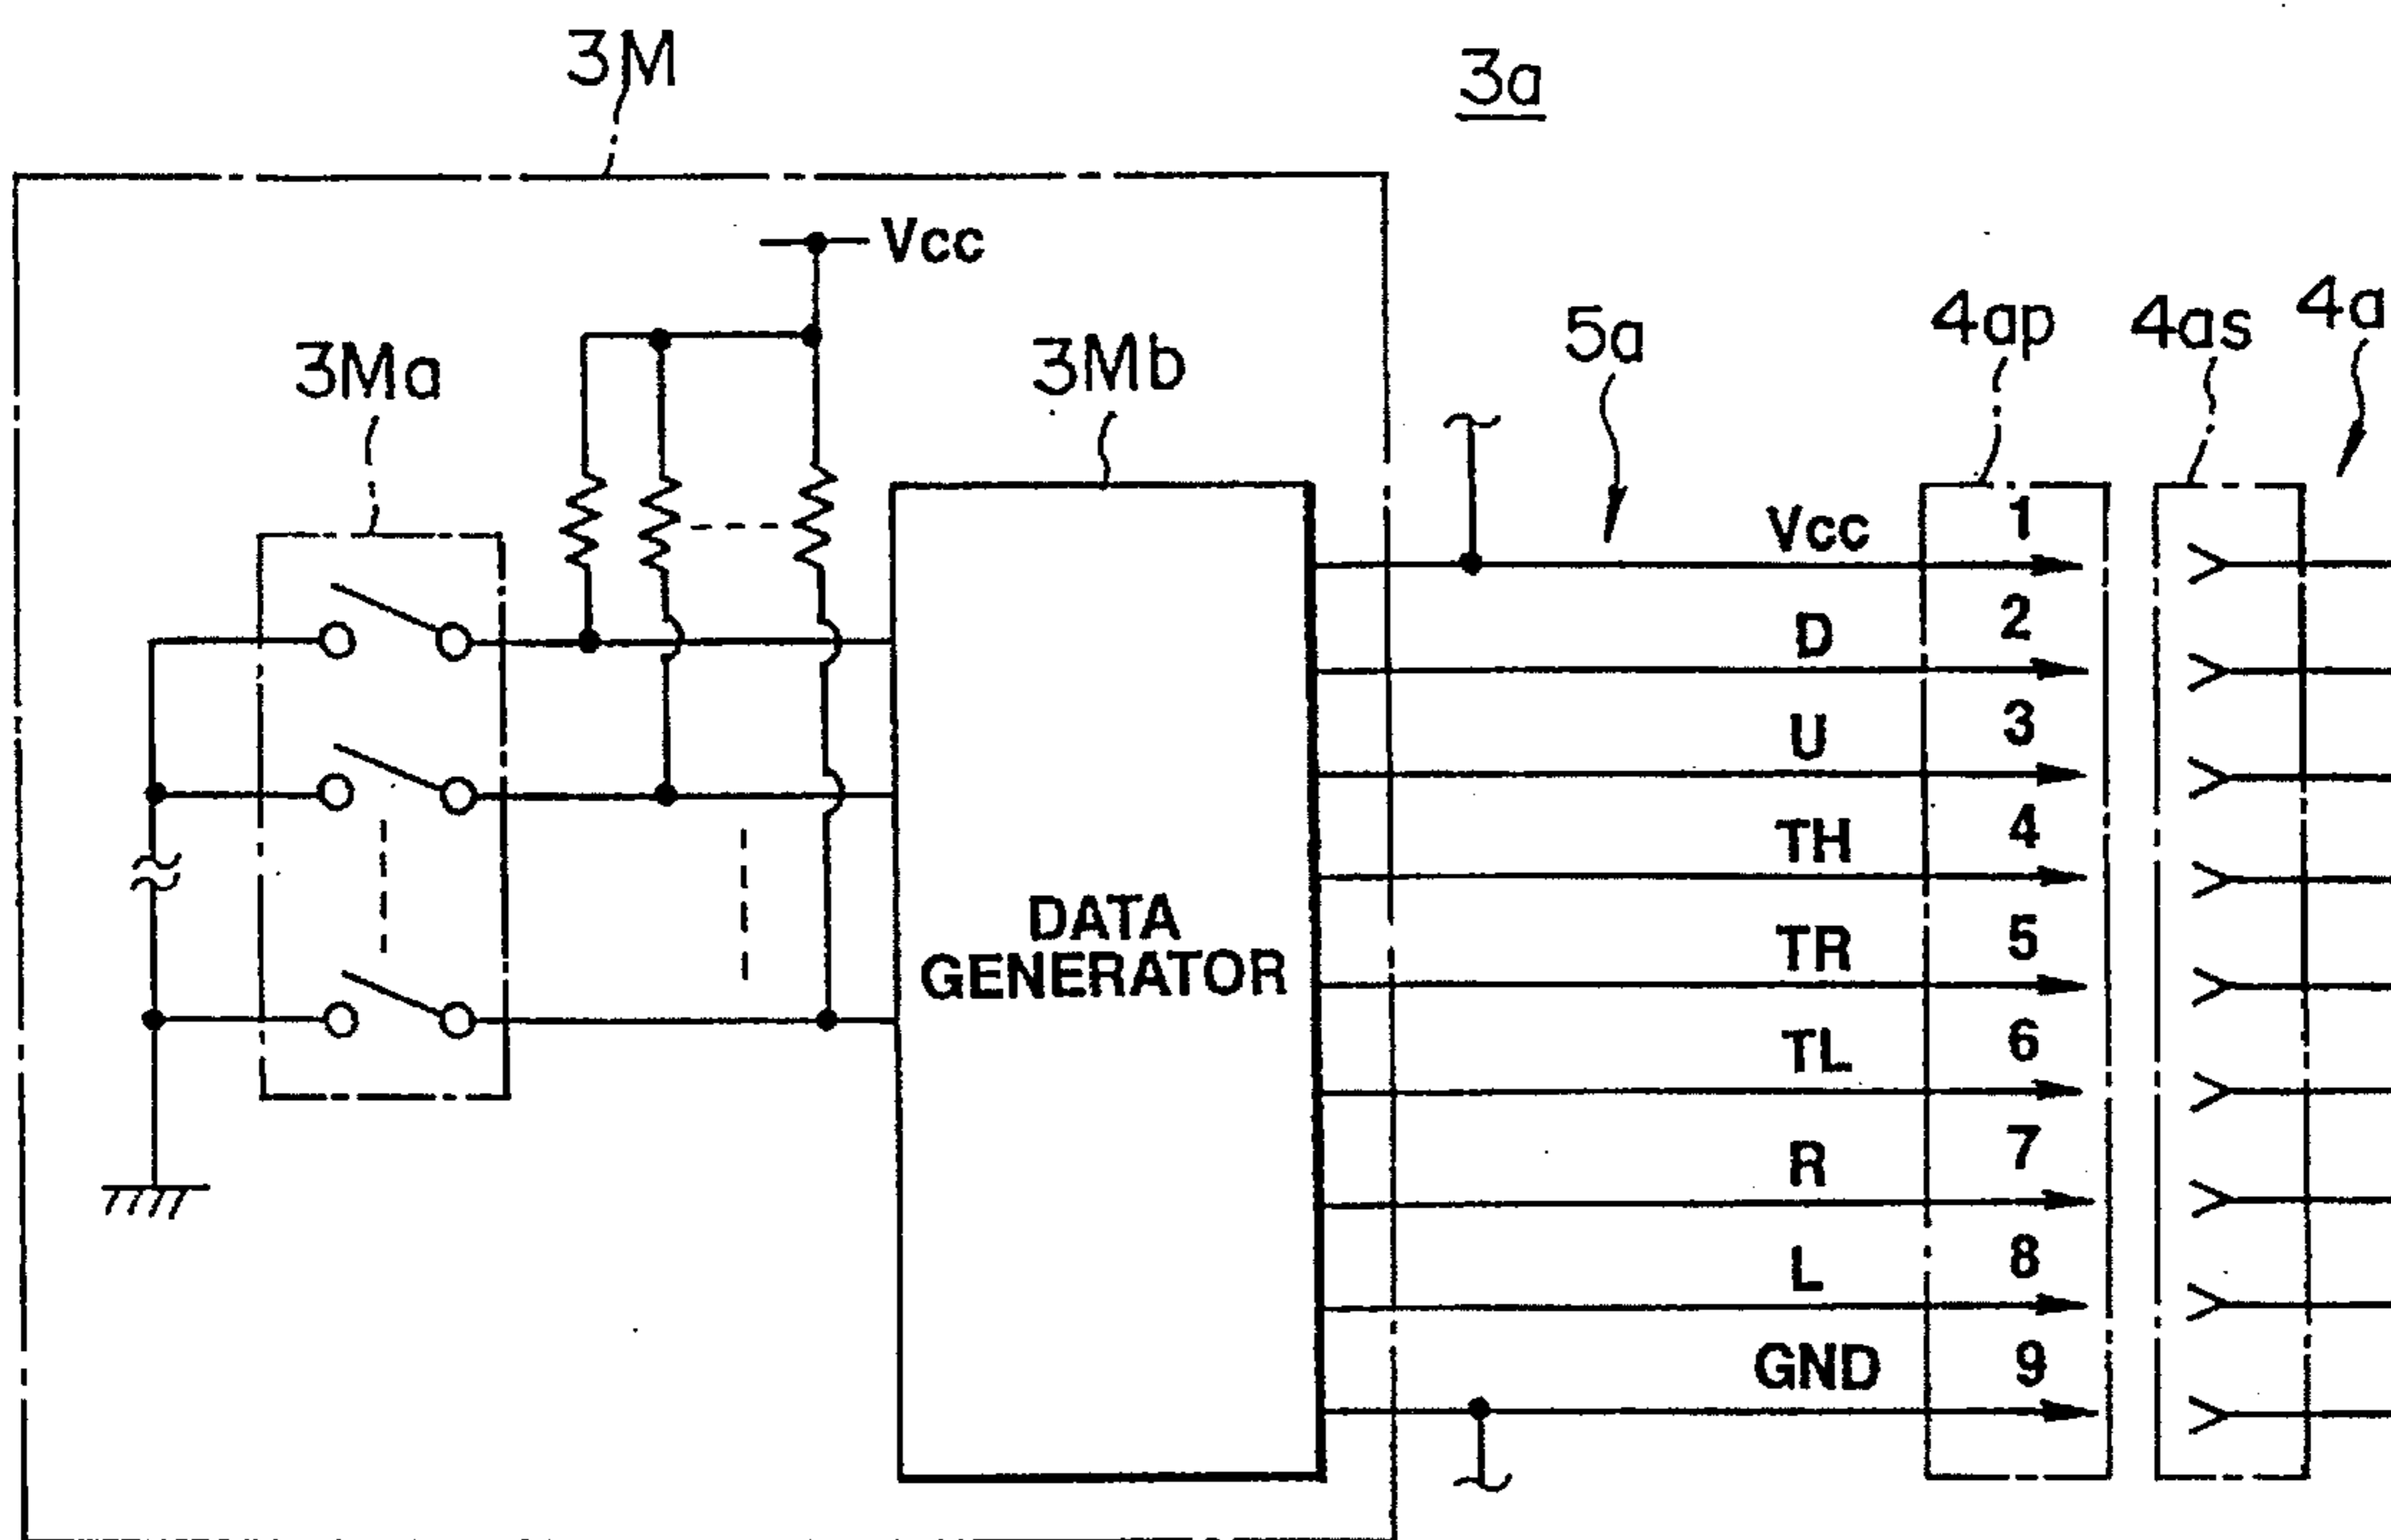 3M
3a
Vcc
3Ma
3Mb
5a
4ap
4as
4a
Vcc 1
D 2
U 3
TH 4
DATA
GENERATOR
TR 5
TL 6
R 7
L 8
GND 9